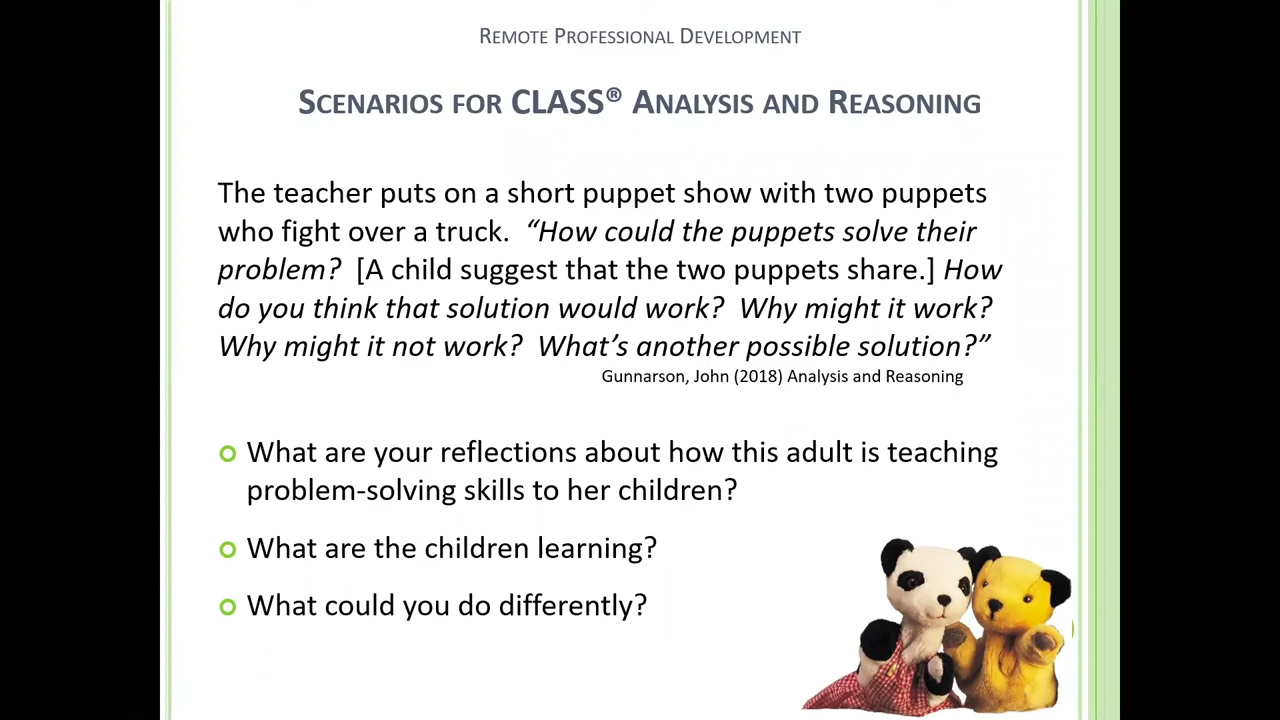 REMOTE PROFESSIONAL DEVELOPMENT
SCENARIOS FOR CLASS® ANALYSIS AND REASONING
The teacher puts on a short puppet show with two puppets
who fight over a truck. “How could the puppets solve their
problem? [A child suggest that the two puppets share.] How
do you think that solution would work? Why might it work?
Why might it not work? What’s another possible solution?”
Gunnarson, John (2018) Analysis and Reasoning
What are your reflections about how this adult is teaching
problem-solving skills to her children?
What are the children learning?
What could you do differently?